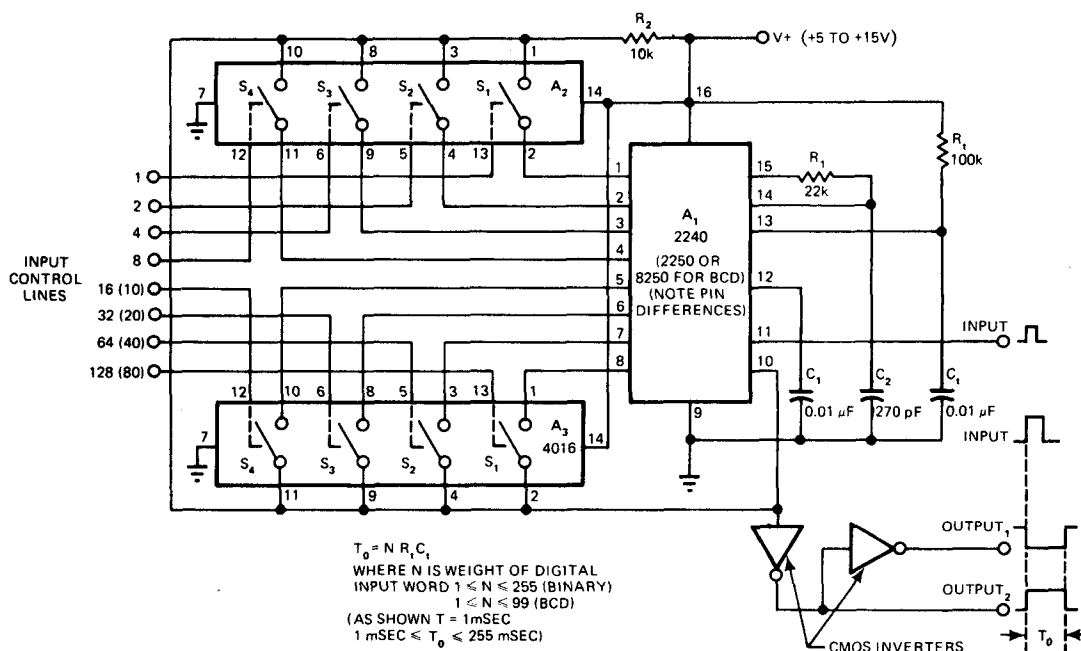 R2
10k
V+ (+5 TO +15V)
10 8 3 1
7 S4 S3 S2 S1 A2 14 16
12 11 6 9 5 4 13 2
Rt
100k
1
2
4
8
INPUT
CONTROL
LINES
16 (10)
32 (20)
64 (40)
128 (80)
1
2
3
4
5
6
7
8
A1
2240
(2250 OR
8250 FOR BCD)
(NOTE PIN
DIFFERENCES)
15
14
13
12
11
10
9
R1
22k
INPUT
C1
0.01 μF
C2
270 pF
Ct
0.01 μF
12 10 6 8 5 3 13 1
7 S4 S3 S2 S1 A3
4016
14
11 9 4 2
INPUT
T0 = N RtCt
WHERE N IS WEIGHT OF DIGITAL
INPUT WORD 1 ≤ N ≤ 255 (BINARY)
1 ≤ N ≤ 99 (BCD)
(AS SHOWN T = 1mSEC
1 mSEC ≤ T0 ≤ 255 mSEC)
OUTPUT1
OUTPUT2
T0
CMOS INVERTERS